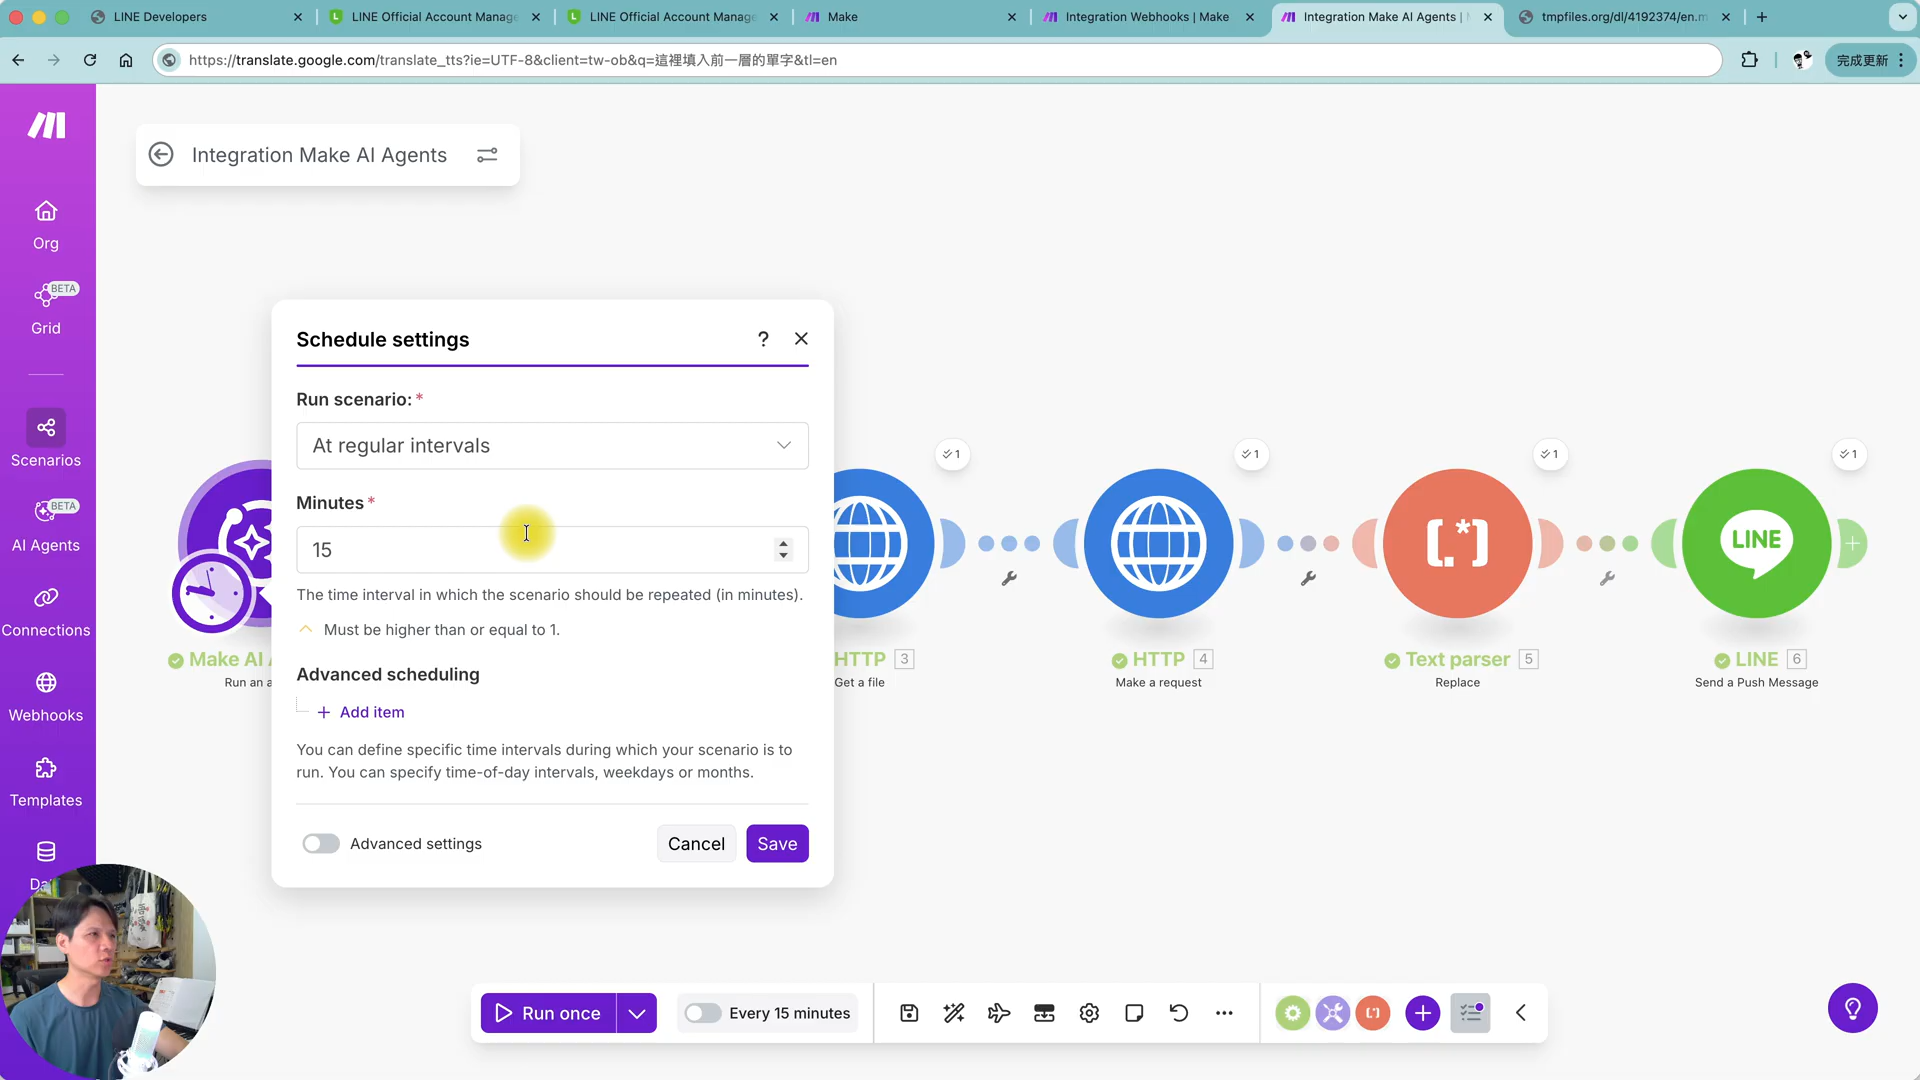 LINE Developers
LINE Official Account Manage
LINE Official Account Manage
Make
Integration Webhooks | Make
Integration Make AI Agents |
tmpfiles.org/dl/4192374/en.m
https://translate.google.com/translate_tts?ie=UTF-8&client=tw-ob&q=這裡填入前一層的單字&tl=en
完成更新
Integration Make AI Agents
Org
BETA
Grid
Scenarios
BETA
AI Agents
Connections
Webhooks
Templates
Schedule settings
?
Run scenario: *
At regular intervals
Minutes *
15
The time interval in which the scenario should be repeated (in minutes).
Must be higher than or equal to 1.
Advanced scheduling
+ Add item
You can define specific time intervals during which your scenario is to
run. You can specify time-of-day intervals, weekdays or months.
Advanced settings
Cancel
Save
Make AI
Run an a
1
HTTP 3
Get a file
1
HTTP 4
Make a request
1
[.*]
Text parser 5
Replace
1
LINE
LINE 6
Send a Push Message
Run once
Every 15 minutes